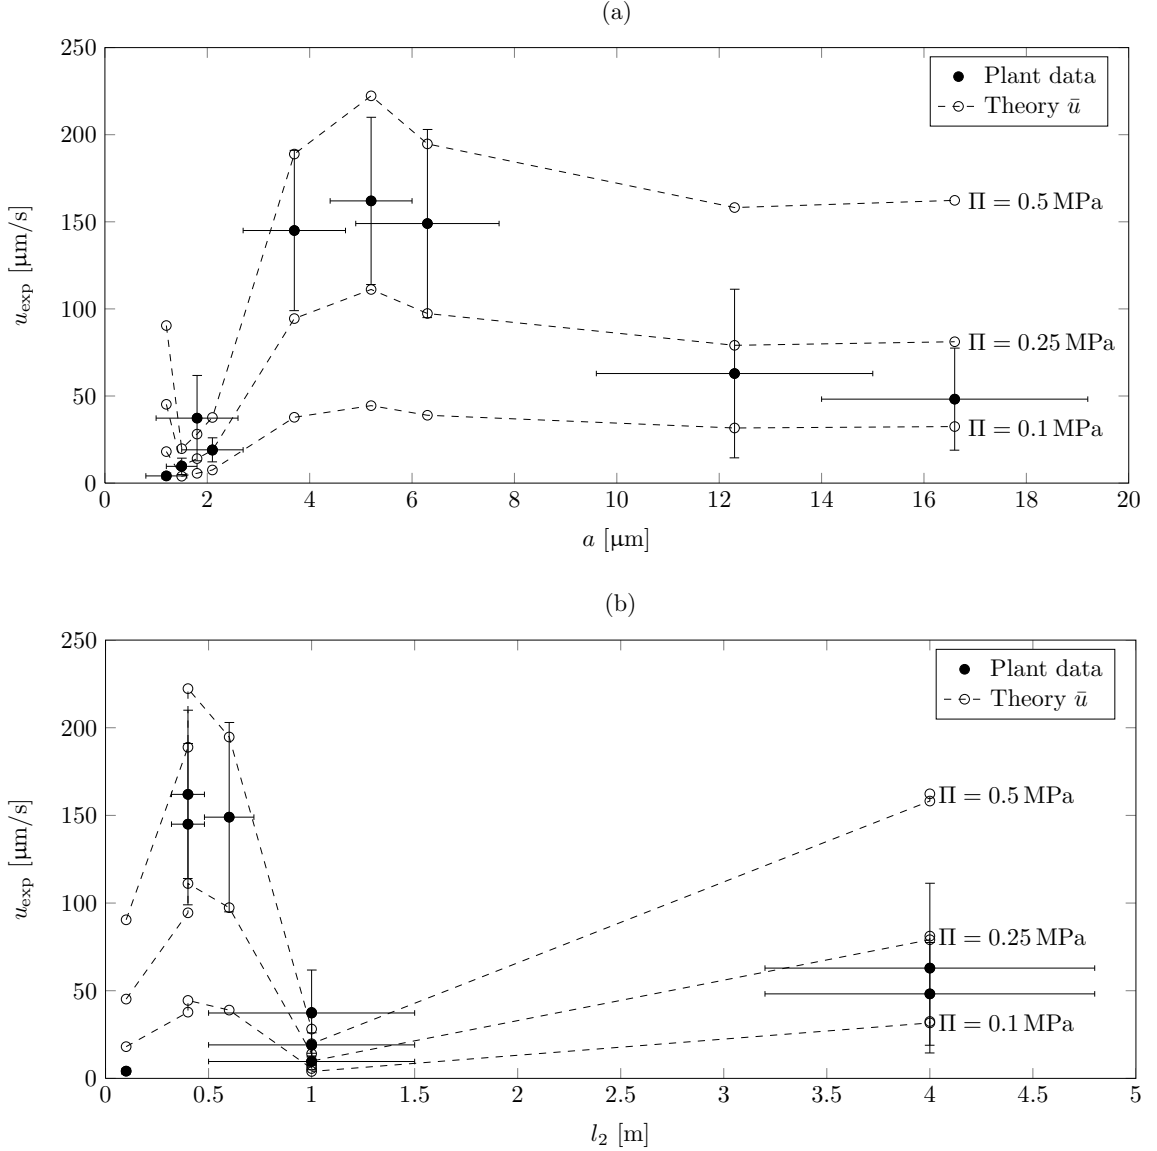 (a)
250
200
150
100
50
0
u_exp [µm/s]
Plant data
Theory ū
Π = 0.5 MPa
Π = 0.25 MPa
Π = 0.1 MPa
0 2 4 6 8 10 12 14 16 18 20
a [µm]
(b)
250
200
150
100
50
0
u_exp [µm/s]
Plant data
Theory ū
Π = 0.5 MPa
Π = 0.25 MPa
Π = 0.1 MPa
0 0.5 1 1.5 2 2.5 3 3.5 4 4.5 5
l₂ [m]